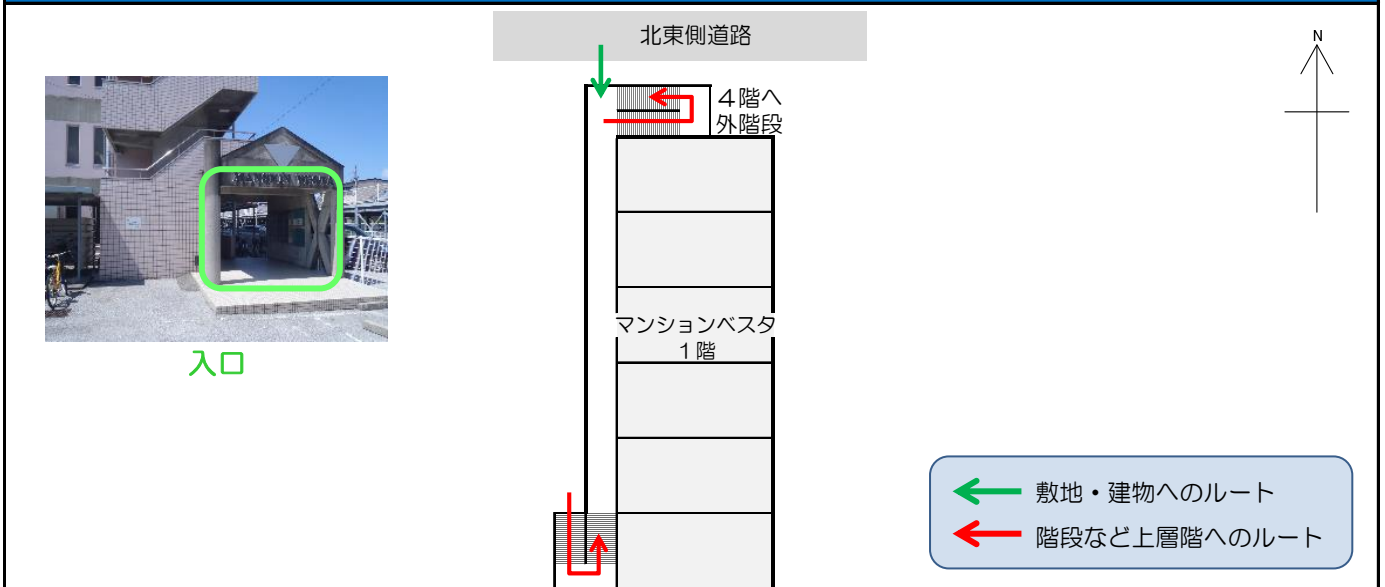 北東側道路
N
4階へ
外階段
マンションベスタ
1階
入口
敷地・建物へのルート
階段など上層階へのルート